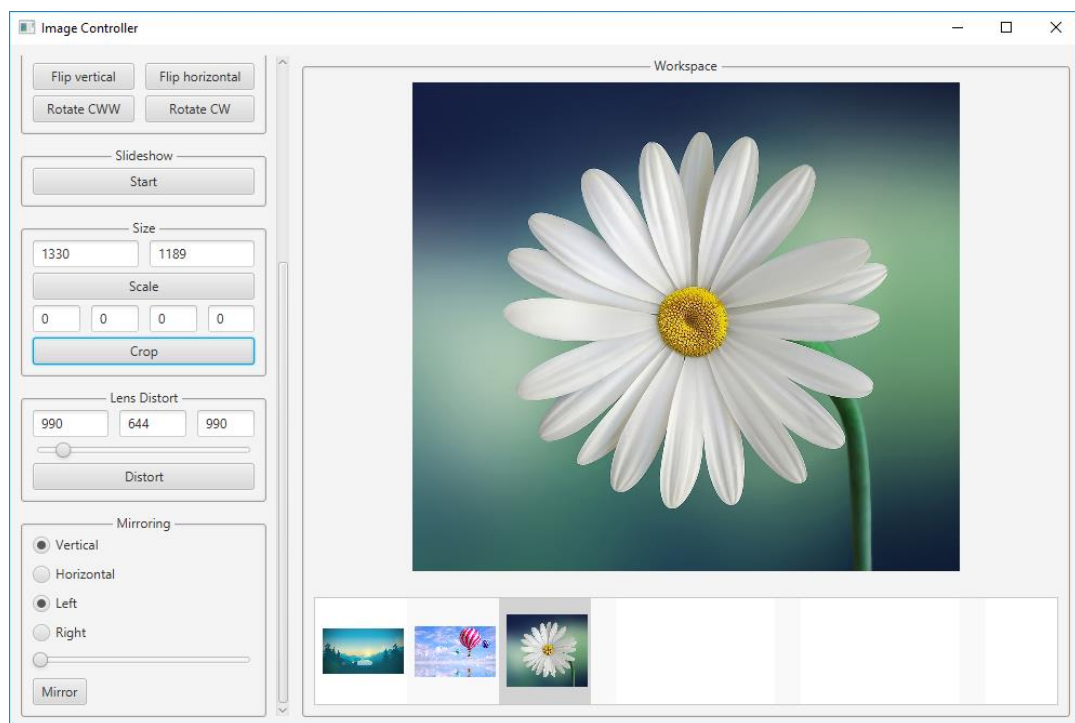 Image Controller
Flip vertical Flip horizontal
Rotate CWW Rotate CW
Slideshow
Start
Size
1330 1189
Scale
0 0 0 0
Crop
Lens Distort
990 644 990
Distort
Mirroring
Vertical
Horizontal
Left
Right
Mirror
Workspace